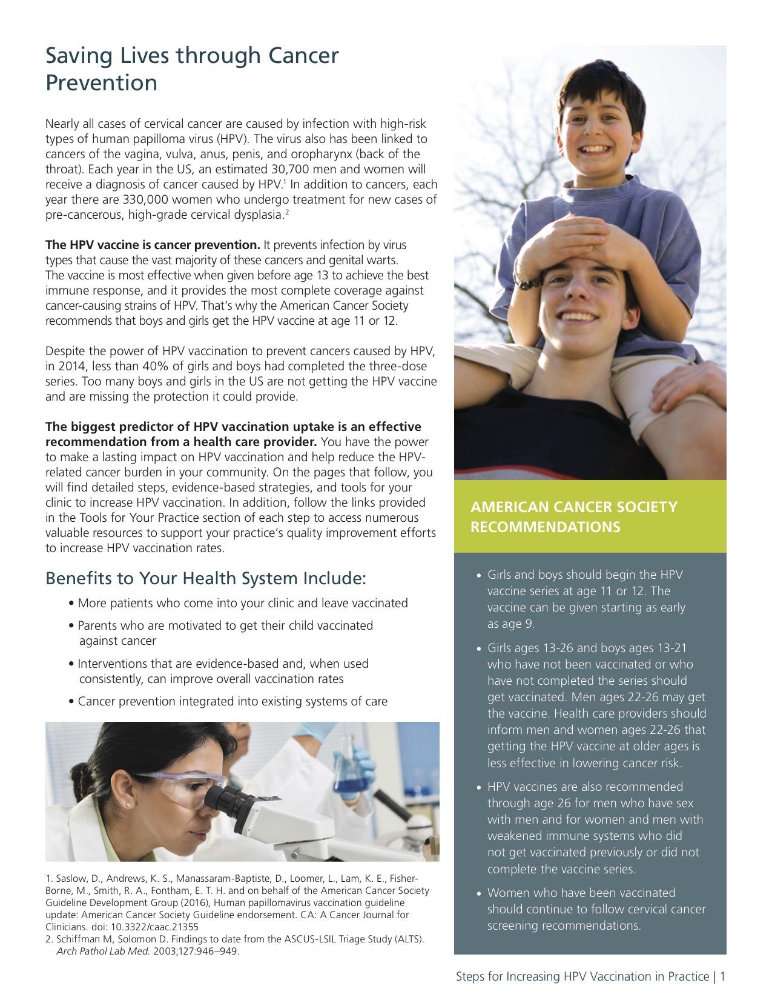 Saving Lives through Cancer
Prevention
Nearly all cases of cervical cancer are caused by infection with high-risk
types of human papilloma virus (HPV). The virus also has been linked to
cancers of the vagina, vulva, anus, penis, and oropharynx (back of the
throat). Each year in the US, an estimated 30,700 men and women will
receive a diagnosis of cancer caused by HPV.1 In addition to cancers, each
year there are 330,000 women who undergo treatment for new cases of
pre-cancerous, high-grade cervical dysplasia.2
The HPV vaccine is cancer prevention. It prevents infection by virus
types that cause the vast majority of these cancers and genital warts.
The vaccine is most effective when given before age 13 to achieve the best
immune response, and it provides the most complete coverage against
cancer-causing strains of HPV. That’s why the American Cancer Society
recommends that boys and girls get the HPV vaccine at age 11 or 12.
Despite the power of HPV vaccination to prevent cancers caused by HPV,
in 2014, less than 40% of girls and boys had completed the three-dose
series. Too many boys and girls in the US are not getting the HPV vaccine
and are missing the protection it could provide.
The biggest predictor of HPV vaccination uptake is an effective
recommendation from a health care provider. You have the power
to make a lasting impact on HPV vaccination and help reduce the HPV-
related cancer burden in your community. On the pages that follow, you
will find detailed steps, evidence-based strategies, and tools for your
clinic to increase HPV vaccination. In addition, follow the links provided
in the Tools for Your Practice section of each step to access numerous
valuable resources to support your practice’s quality improvement efforts
to increase HPV vaccination rates.
Benefits to Your Health System Include:
• More patients who come into your clinic and leave vaccinated
• Parents who are motivated to get their child vaccinated
against cancer
• Interventions that are evidence-based and, when used
consistently, can improve overall vaccination rates
• Cancer prevention integrated into existing systems of care
1. Saslow, D., Andrews, K. S., Manassaram-Baptiste, D., Loomer, L., Lam, K. E., Fisher-
Borne, M., Smith, R. A., Fontham, E. T. H. and on behalf of the American Cancer Society
Guideline Development Group (2016), Human papillomavirus vaccination guideline
update: American Cancer Society Guideline endorsement. CA: A Cancer Journal for
Clinicians. doi: 10.3322/caac.21355
2. Schiffman M, Solomon D. Findings to date from the ASCUS-LSIL Triage Study (ALTS).
Arch Pathol Lab Med. 2003;127:946–949.
AMERICAN CANCER SOCIETY
RECOMMENDATIONS
• Girls and boys should begin the HPV
vaccine series at age 11 or 12. The
vaccine can be given starting as early
as age 9.
• Girls ages 13-26 and boys ages 13-21
who have not been vaccinated or who
have not completed the series should
get vaccinated. Men ages 22-26 may get
the vaccine. Health care providers should
inform men and women ages 22-26 that
getting the HPV vaccine at older ages is
less effective in lowering cancer risk.
• HPV vaccines are also recommended
through age 26 for men who have sex
with men and for women and men with
weakened immune systems who did
not get vaccinated previously or did not
complete the vaccine series.
• Women who have been vaccinated
should continue to follow cervical cancer
screening recommendations.
Steps for Increasing HPV Vaccination in Practice | 1